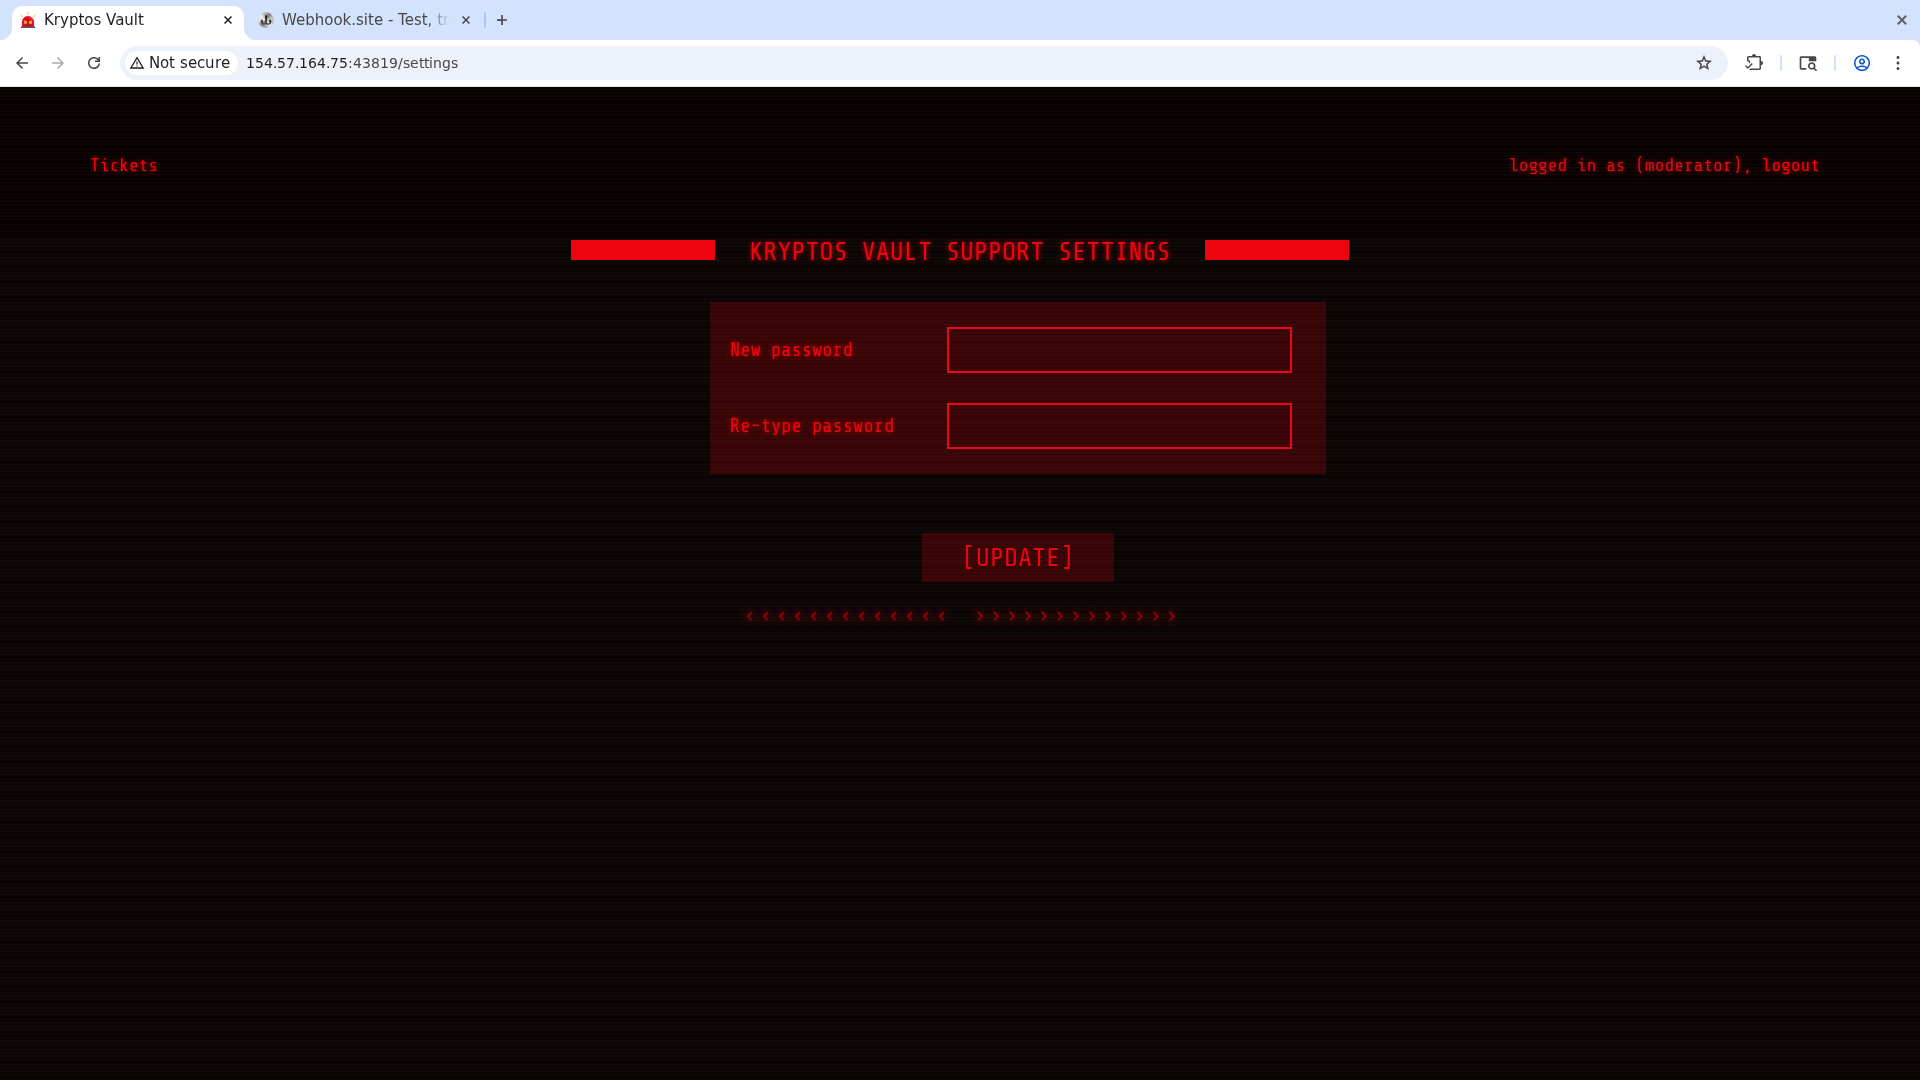 Kryptos Vault
Webhook.site - Test, tr
Not secure
154.57.164.75:43819/settings
Tickets
logged in as (moderator), logout
KRYPTOS VAULT SUPPORT SETTINGS
New password
Re-type password
[UPDATE]
<<<<<<<<<<<<< >>>>>>>>>>>>>